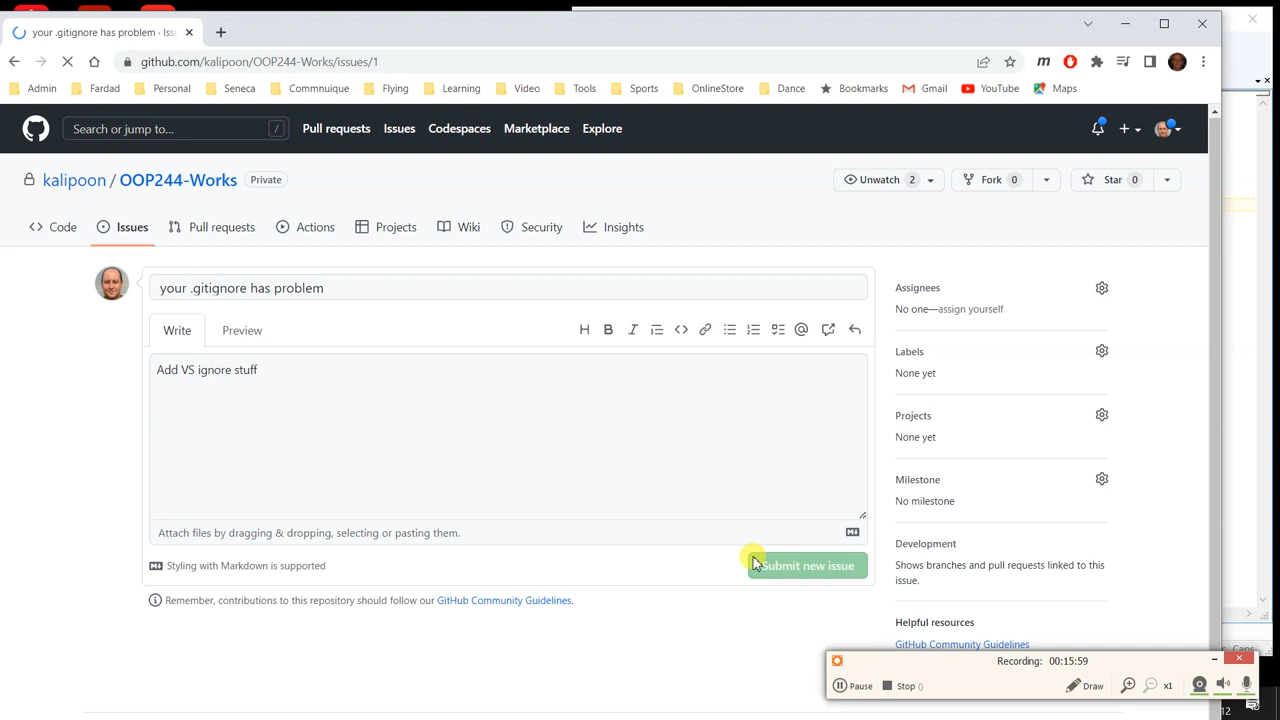 your .gitignore has problem · Iss
github.com/kalipoon/OOP244-Works/issues/1
Admin Fardad Personal Seneca Commnuique Flying Learning Video Tools Sports OnlineStore Dance Bookmarks Gmail YouTube Maps
Search or jump to... / Pull requests Issues Codespaces Marketplace Explore
kalipoon / OOP244-Works Private Unwatch 2 Fork 0 Star 0
Code Issues Pull requests Actions Projects Wiki Security Insights
your .gitignore has problem
Write Preview
Add VS ignore stuff
Attach files by dragging & dropping, selecting or pasting them.
Styling with Markdown is supported
Submit new issue
Remember, contributions to this repository should follow our GitHub Community Guidelines.
Assignees
No one—assign yourself
Labels
None yet
Projects
None yet
Milestone
No milestone
Development
Shows branches and pull requests linked to this
issue.
Helpful resources
GitHub Community Guidelines
Recording: 00:15:59
Pause Stop () Draw x1
12